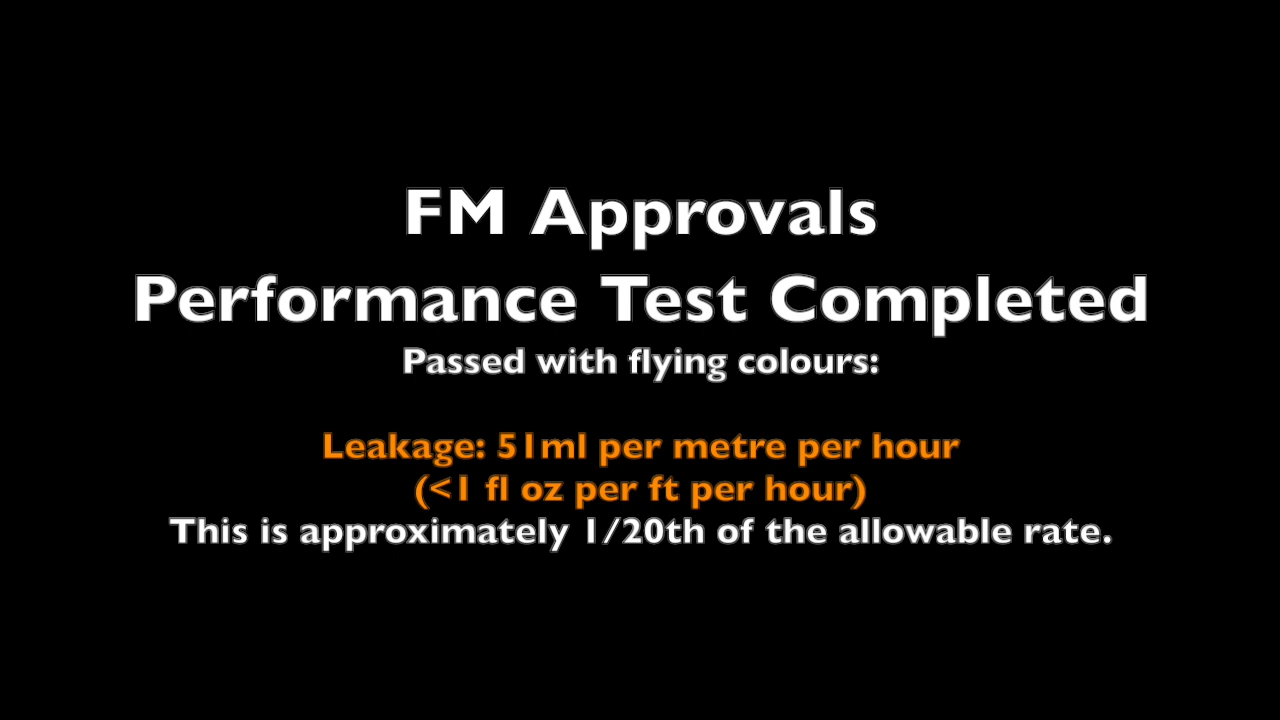 FM Approvals
Performance Test Completed
Passed with flying colours:
Leakage: 51ml per metre per hour
(<1 fl oz per ft per hour)
This is approximately 1/20th of the allowable rate.